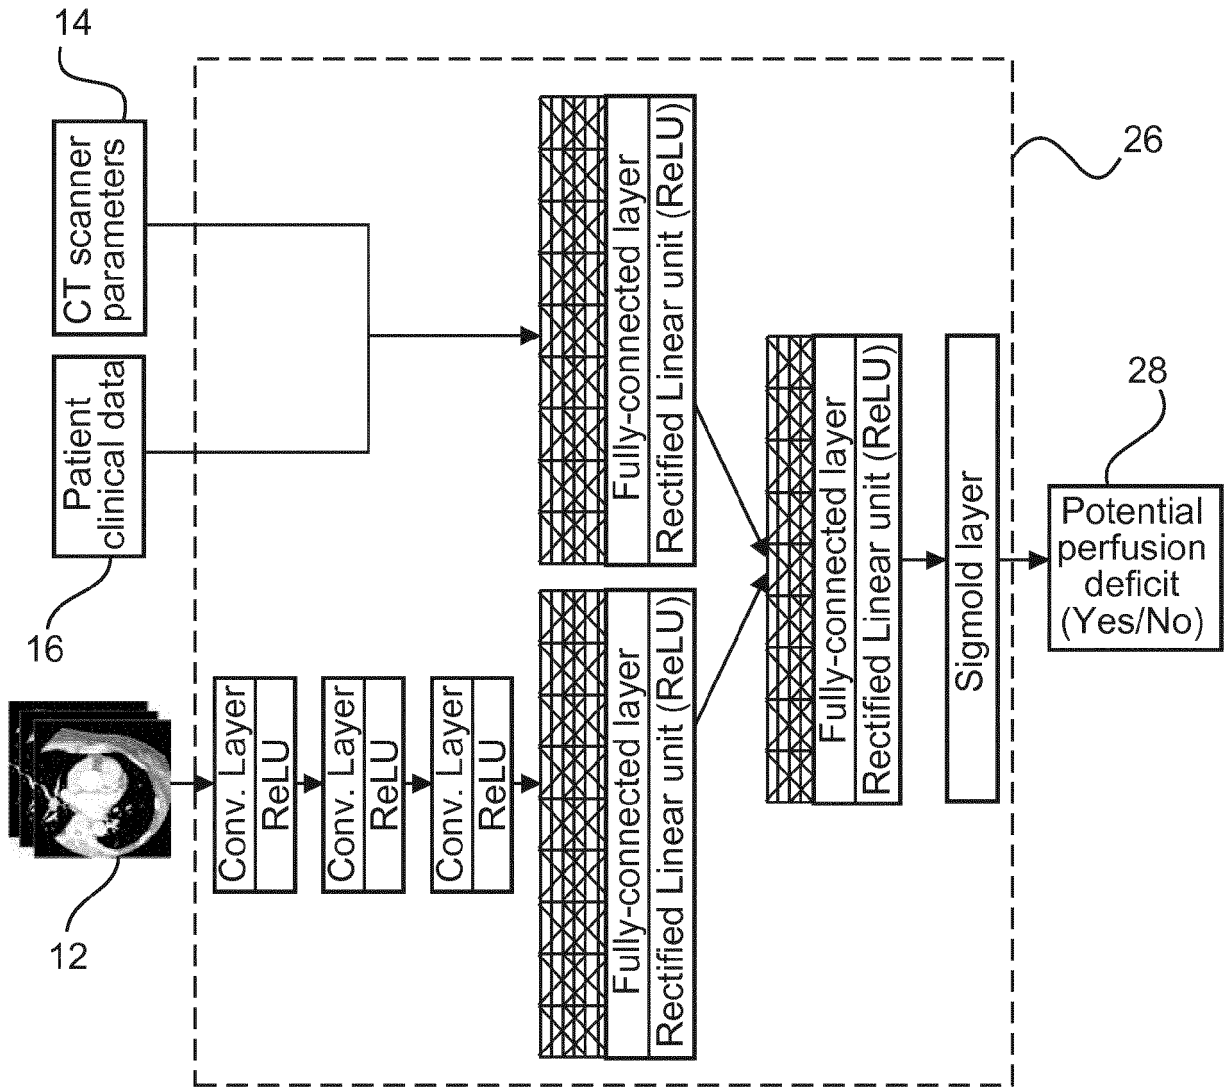 14
CT scanner
parameters
Patient
clinical data
16
12
Conv. Layer
ReLU
Conv. Layer
ReLU
Conv. Layer
ReLU
Fully-connected layer
Rectified Linear unit (ReLU)
Fully-connected layer
Rectified Linear unit (ReLU)
Fully-connected layer
Rectified Linear unit (ReLU)
Sigmold layer
26
28
Potential
perfusion
deficit
(Yes/No)